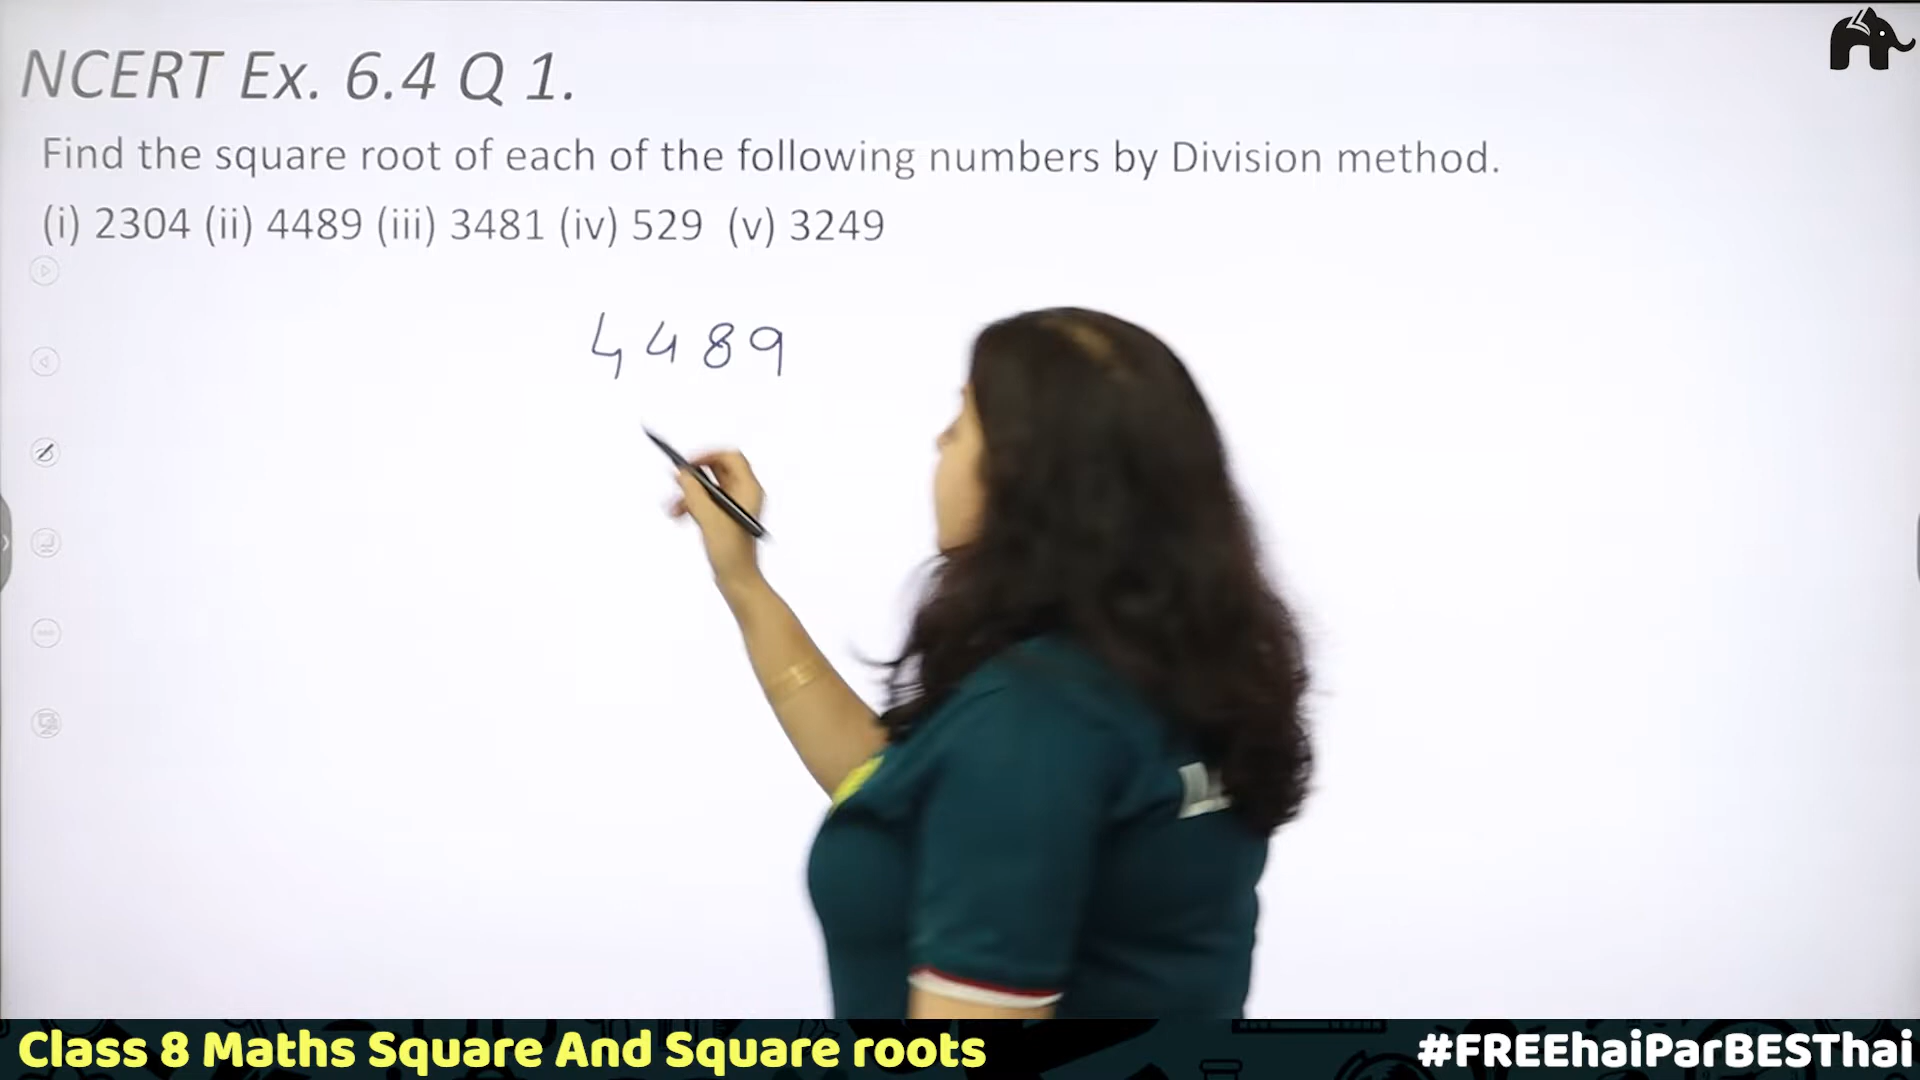 NCERT Ex. 6.4 Q 1.
Find the square root of each of the following numbers by Division method.
(i) 2304 (ii) 4489 (iii) 3481 (iv) 529 (v) 3249
4489
Class 8 Maths Square And Square roots
#FREEhaiParBESThai